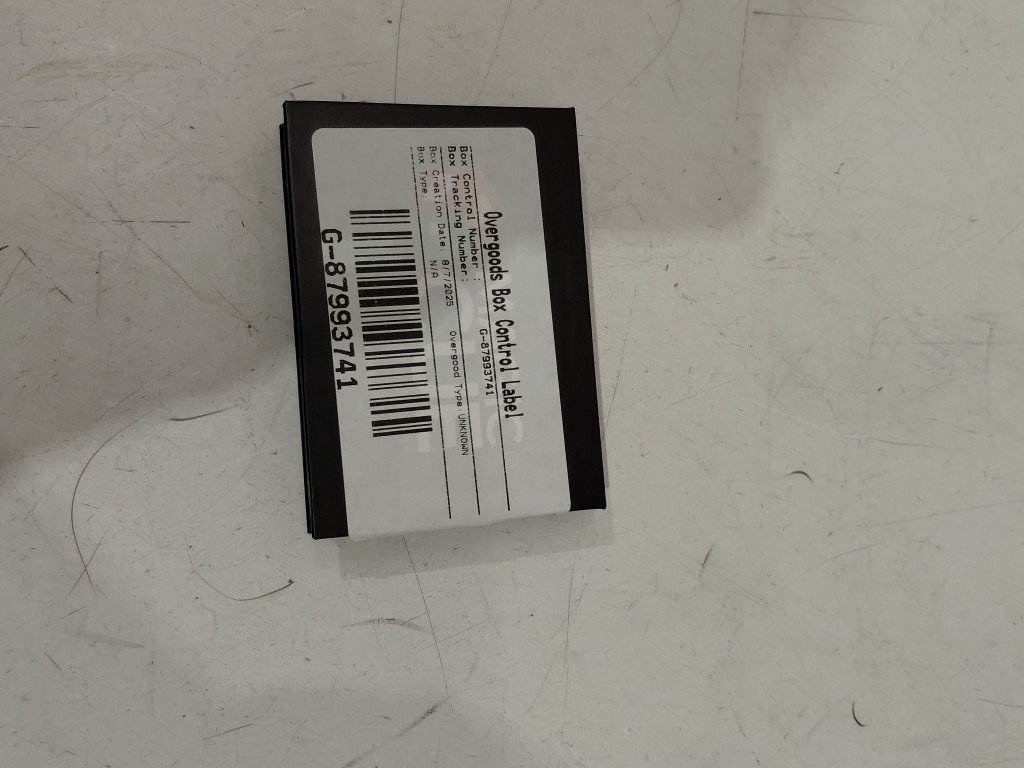 Overgoods Box Control Label
Box Control Number : G-87993741
Box Tracking Number:
Box Creation Date: 8/7/2025 Overgood Type: UNKNOWN
Box Type: N/A
G-87993741